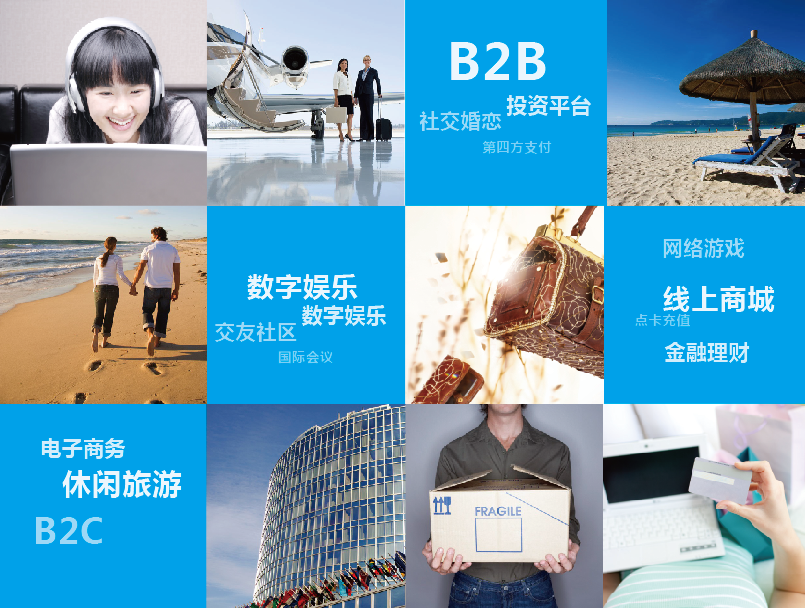 B2B
投资平台
社交婚恋
第四方支付
数字娱乐
数字娱乐
交友社区
国际会议
网络游戏
线上商城
点卡充值
金融理财
电子商务
休闲旅游
B2C
FRAGILE